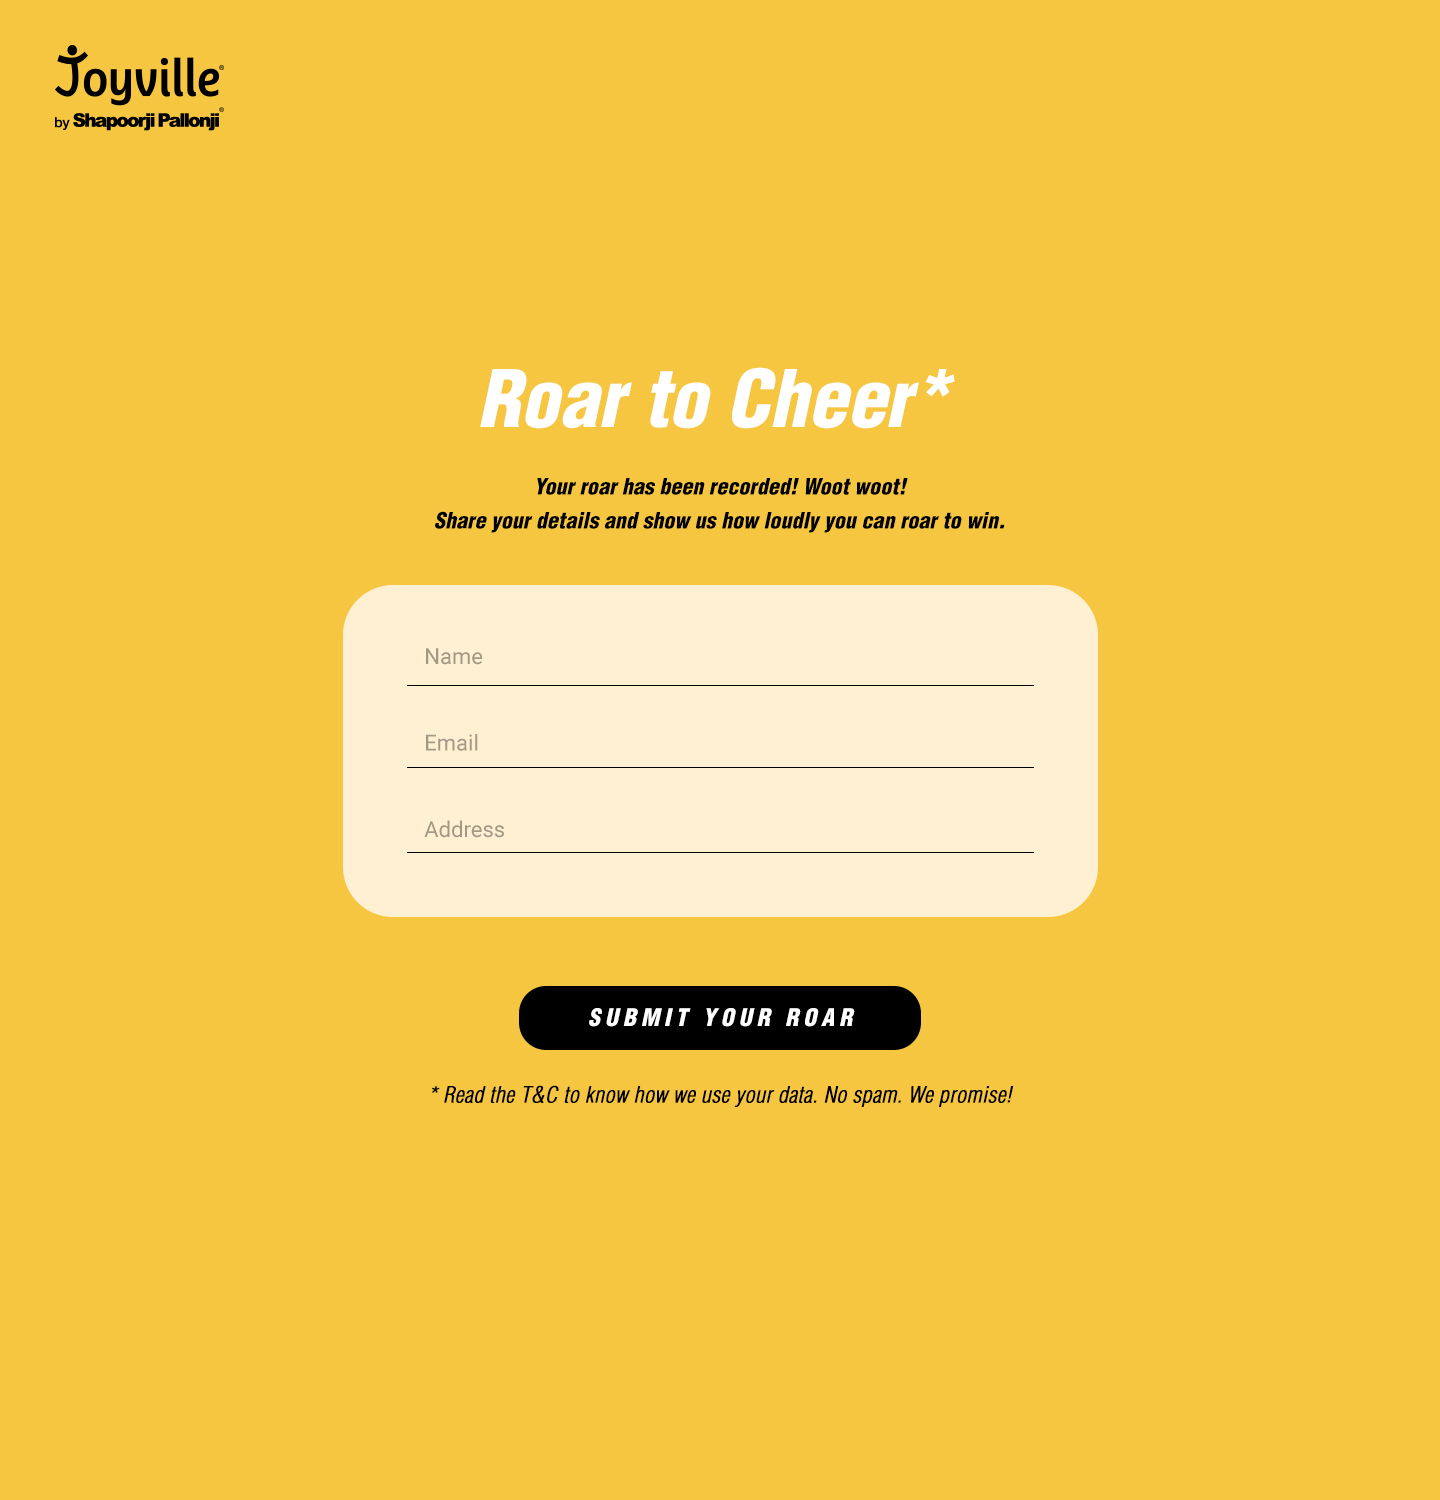 Joyville®
by Shapoorji Pallonji®
Roar to Cheer*
Your roar has been recorded! Woot woot!
Share your details and show us how loudly you can roar to win.
Name
Email
Address
SUBMIT YOUR ROAR
* Read the T&C to know how we use your data. No spam. We promise!